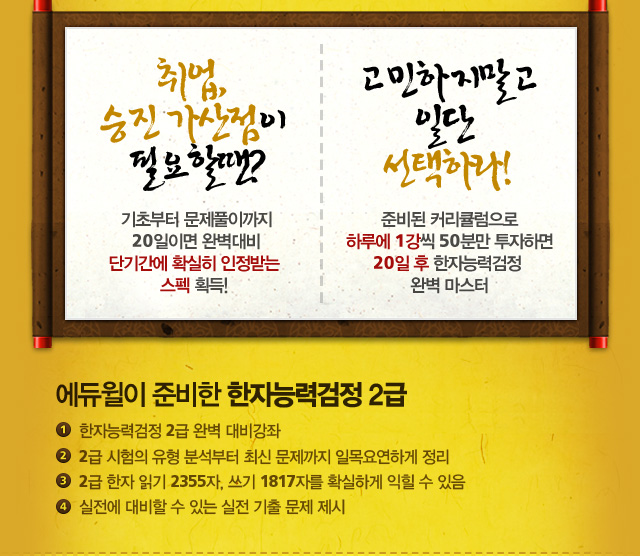 취업,
승진 가산점이
필요할때?
기초부터 문제풀이까지
20일이면 완벽대비
단기간에 확실히 인정받는
스펙 획득!
고민하지말고
일단
선택하라!
준비된 커리큘럼으로
하루에 1강씩 50분만 투자하면
20일 후 한자능력검정
완벽 마스터
에듀윌이 준비한 한자능력검정 2급
1 한자능력검정 2급 완벽 대비강좌
2 2급 시험의 유형 분석부터 최신 문제까지 일목요연하게 정리
3 2급 한자 읽기 2355자, 쓰기 1817자를 확실하게 익힐 수 있음
4 실전에 대비할 수 있는 실전 기출 문제 제시